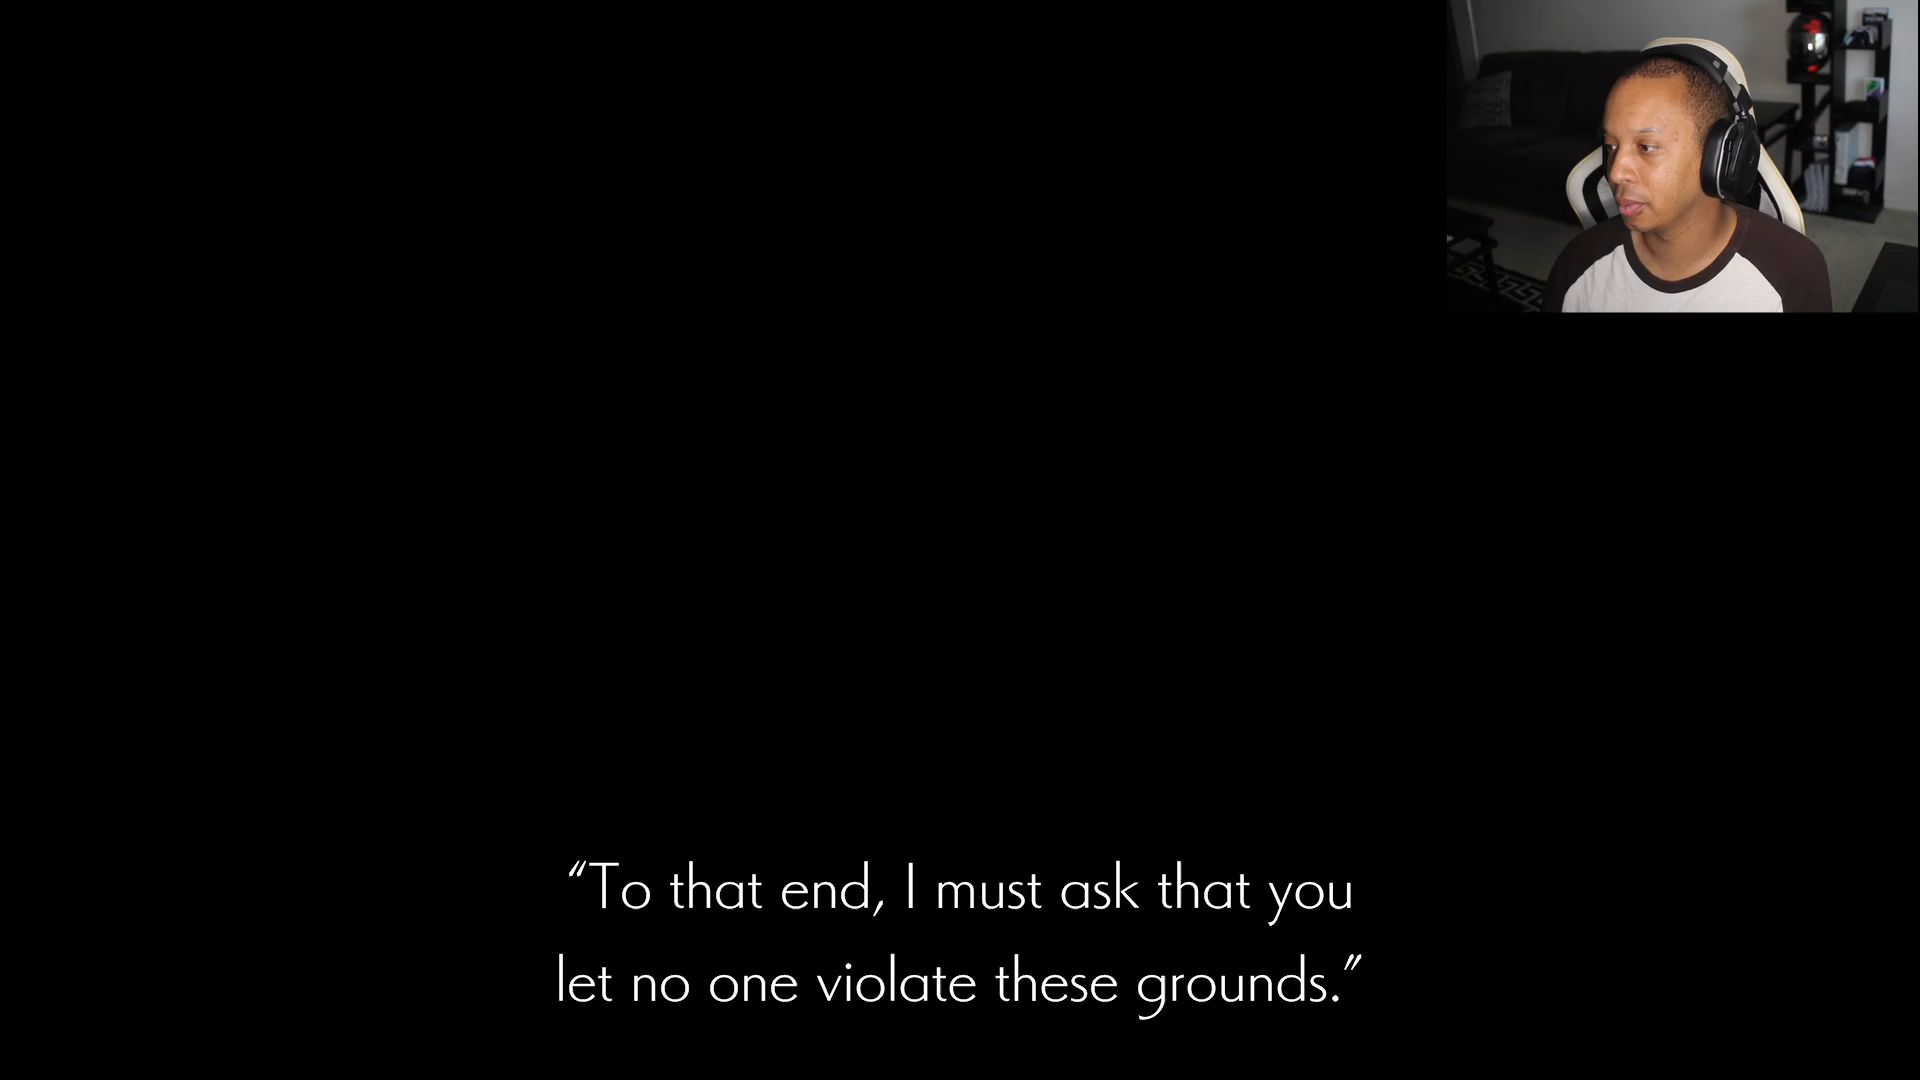 “To that end, I must ask that you
let no one violate these grounds.”